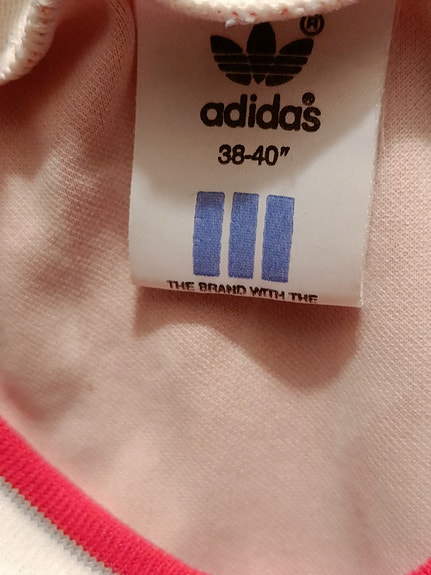 adidas
38-40"
THE BRAND WITH THE